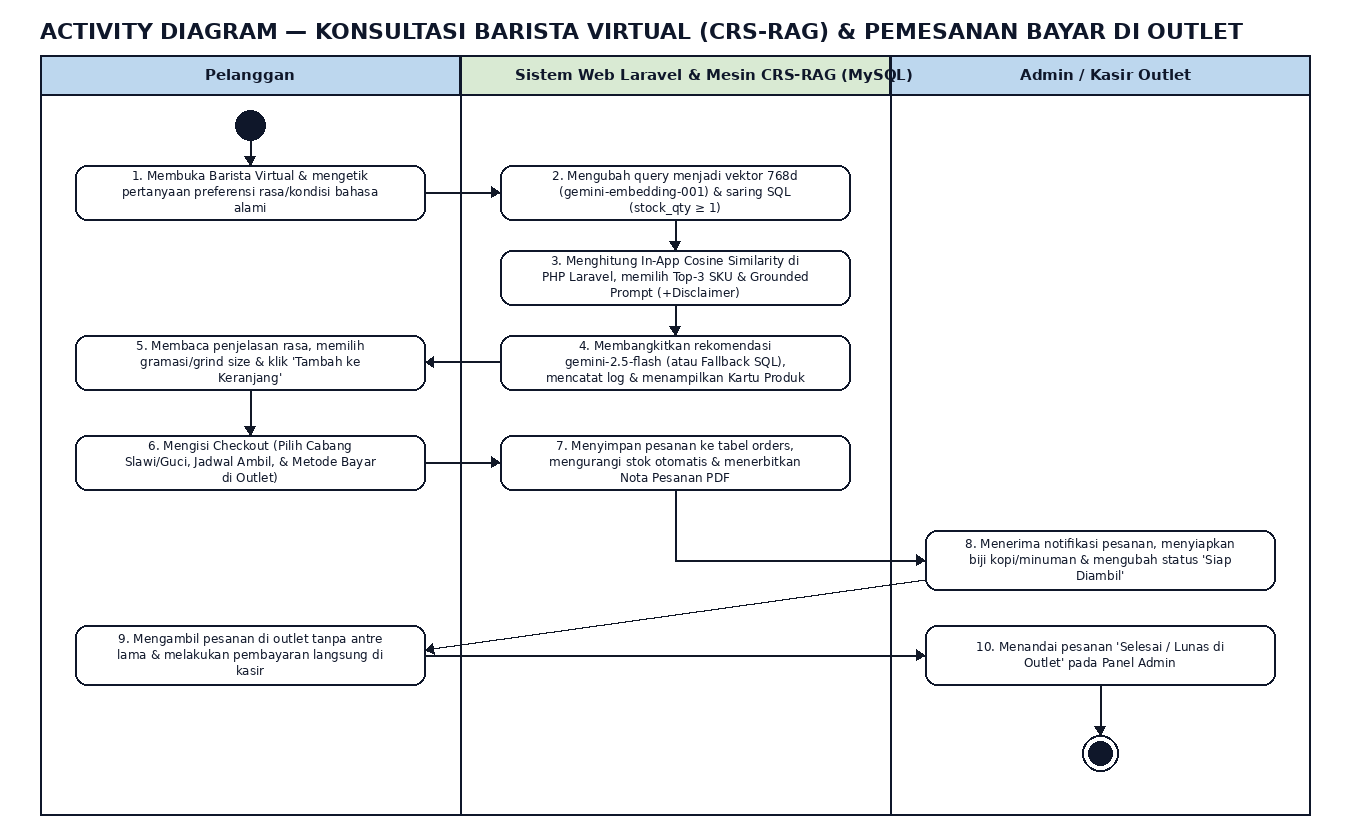 ACTIVITY DIAGRAM — KONSULTASI BARISTA VIRTUAL (CRS-RAG) & PEMESANAN BAYAR DI OUTLET
Pelanggan
Sistem Web Laravel & Mesin CRS-RAG (MySQL)
Admin / Kasir Outlet
1. Membuka Barista Virtual & mengetik
pertanyaan preferensi rasa/kondisi bahasa
alami
2. Mengubah query menjadi vektor 768d
(gemini-embedding-001) & saring SQL
(stock_qty ≥ 1)
3. Menghitung In-App Cosine Similarity di
PHP Laravel, memilih Top-3 SKU & Grounded
Prompt (+Disclaimer)
4. Membangkitkan rekomendasi
gemini-2.5-flash (atau Fallback SQL),
mencatat log & menampilkan Kartu Produk
5. Membaca penjelasan rasa, memilih
gramasi/grind size & klik 'Tambah ke
Keranjang'
6. Mengisi Checkout (Pilih Cabang
Slawi/Guci, Jadwal Ambil, & Metode Bayar
di Outlet)
7. Menyimpan pesanan ke tabel orders,
mengurangi stok otomatis & menerbitkan
Nota Pesanan PDF
8. Menerima notifikasi pesanan, menyiapkan
biji kopi/minuman & mengubah status 'Siap
Diambil'
9. Mengambil pesanan di outlet tanpa antre
lama & melakukan pembayaran langsung di
kasir
10. Menandai pesanan 'Selesai / Lunas di
Outlet' pada Panel Admin